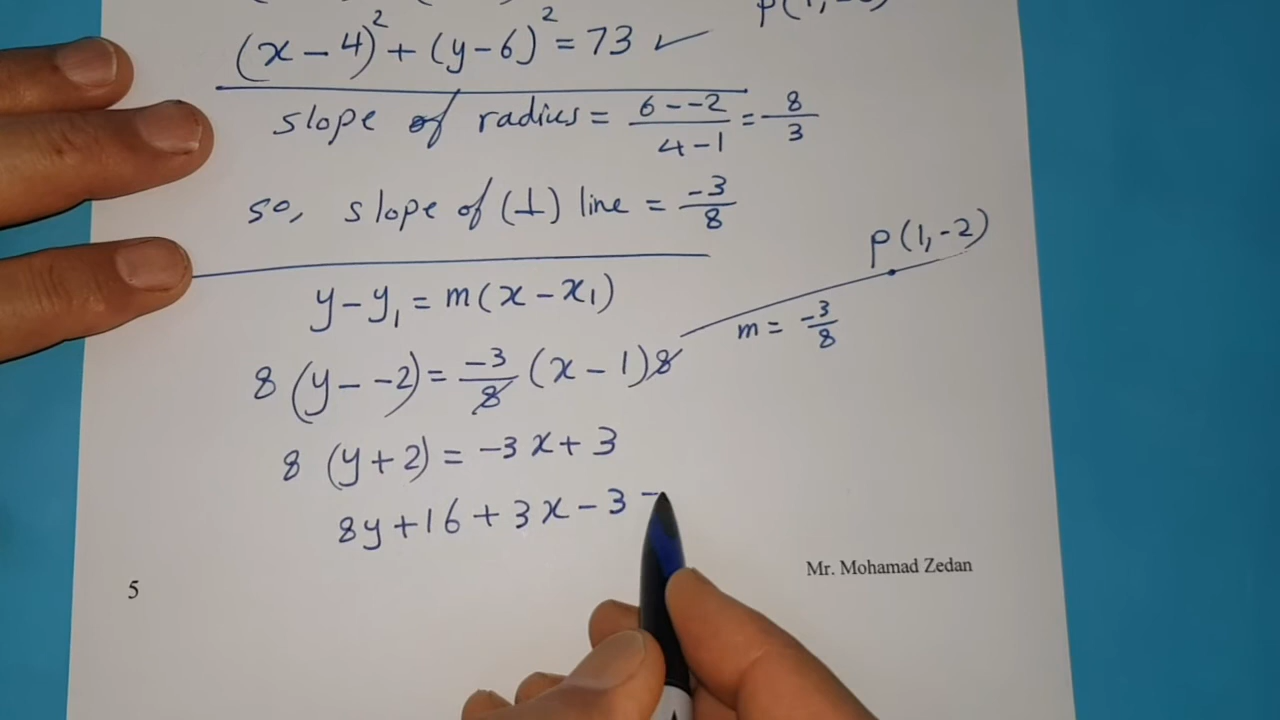 P(1,-
(x-4)² + (y-6)² = 73 ✓
slope of radius = 6--2/4-1 = 8/3
so, slope of (⊥) line = -3/8
P(1,-2)
y-y₁ = m(x-x₁)
m = -3/8
8 (y--2) = -3/8 (x-1)8
8 (y+2) = -3x+3
8y+16+3x-3
5
Mr. Mohamad Zedan